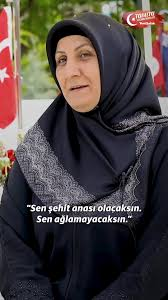 "Sen şehit anası olacaksın.
Sen ağlamayacaksın."